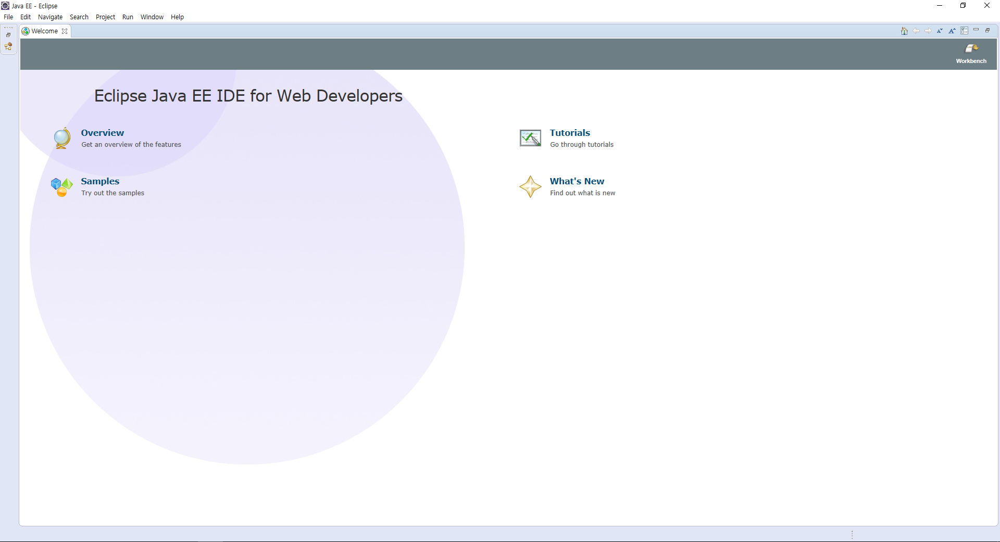 Java EE - Eclipse
File Edit Navigate Search Project Run Window Help
Welcome
Workbench
Eclipse Java EE IDE for Web Developers
Overview
Get an overview of the features
Tutorials
Go through tutorials
Samples
Try out the samples
What's New
Find out what is new